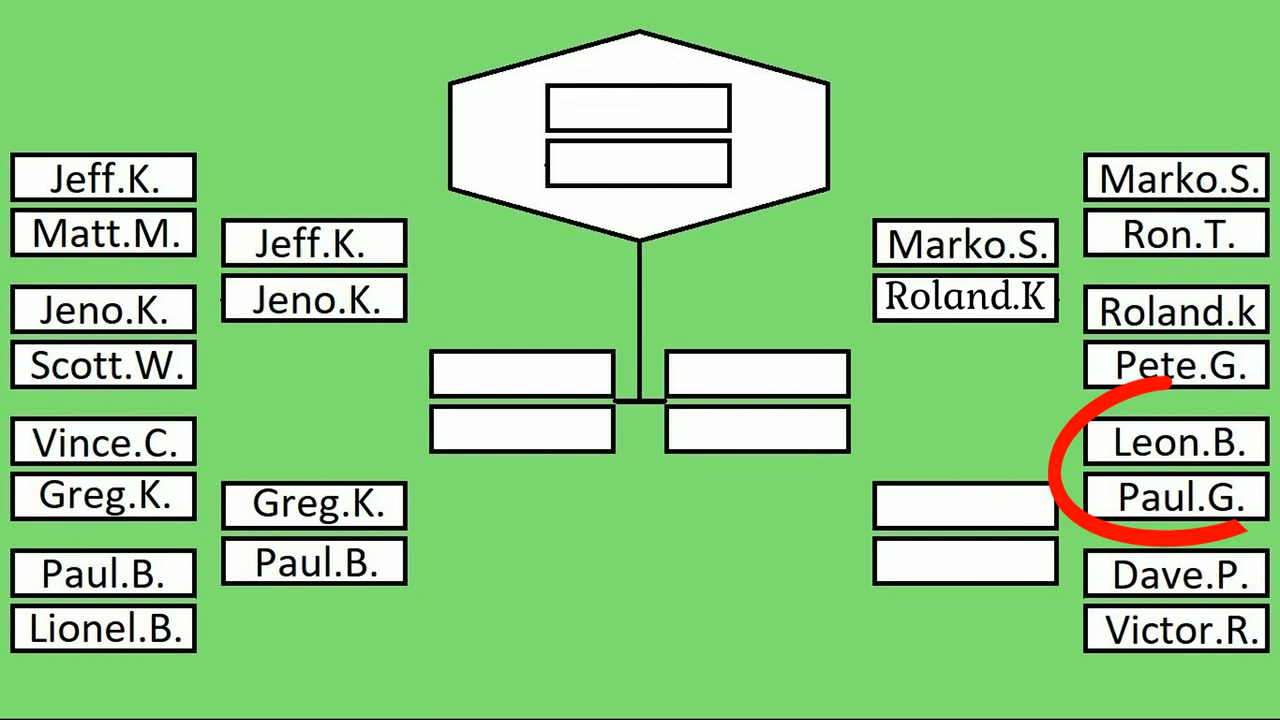 Jeff.K.
Matt.M.
Jeno.K.
Scott.W.
Vince.C.
Greg.K.
Paul.B.
Lionel.B.
Jeff.K.
Jeno.K.
Greg.K.
Paul.B.
Marko.S.
Roland.K
Marko.S.
Ron.T.
Roland.k
Pete.G.
Leon.B.
Paul.G.
Dave.P.
Victor.R.